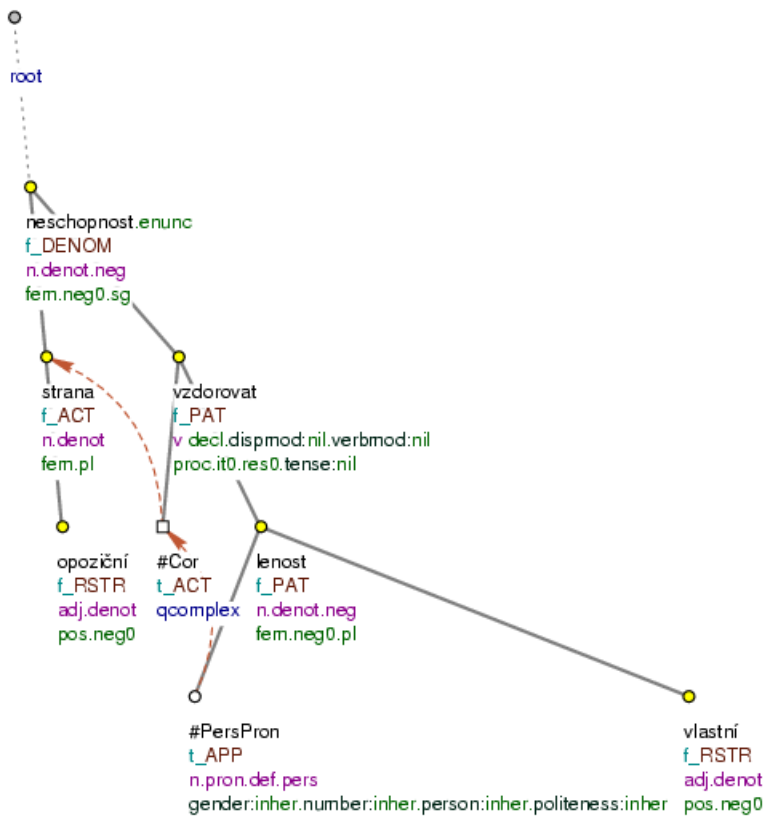 root
neschopnost.enunc
f_DENOM
n.denot.neg
fem.neg0.sg
strana
f_ACT
n.denot
fem.pl
vzdorovat
f_PAT
v decl.dispmod:nil.verbmod:nil
proc.it0.res0.tense:nil
opoziční
f_RSTR
adj.denot
pos.neg0
#Cor
t_ACT
qcomplex
lenost
f_PAT
n.denot.neg
fem.neg0.pl
#PersPron
t_APP
n.pron.def.pers
gender:inher.number:inher.person:inher.politeness:inher
vlastní
f_RSTR
adj.denot
pos.neg0